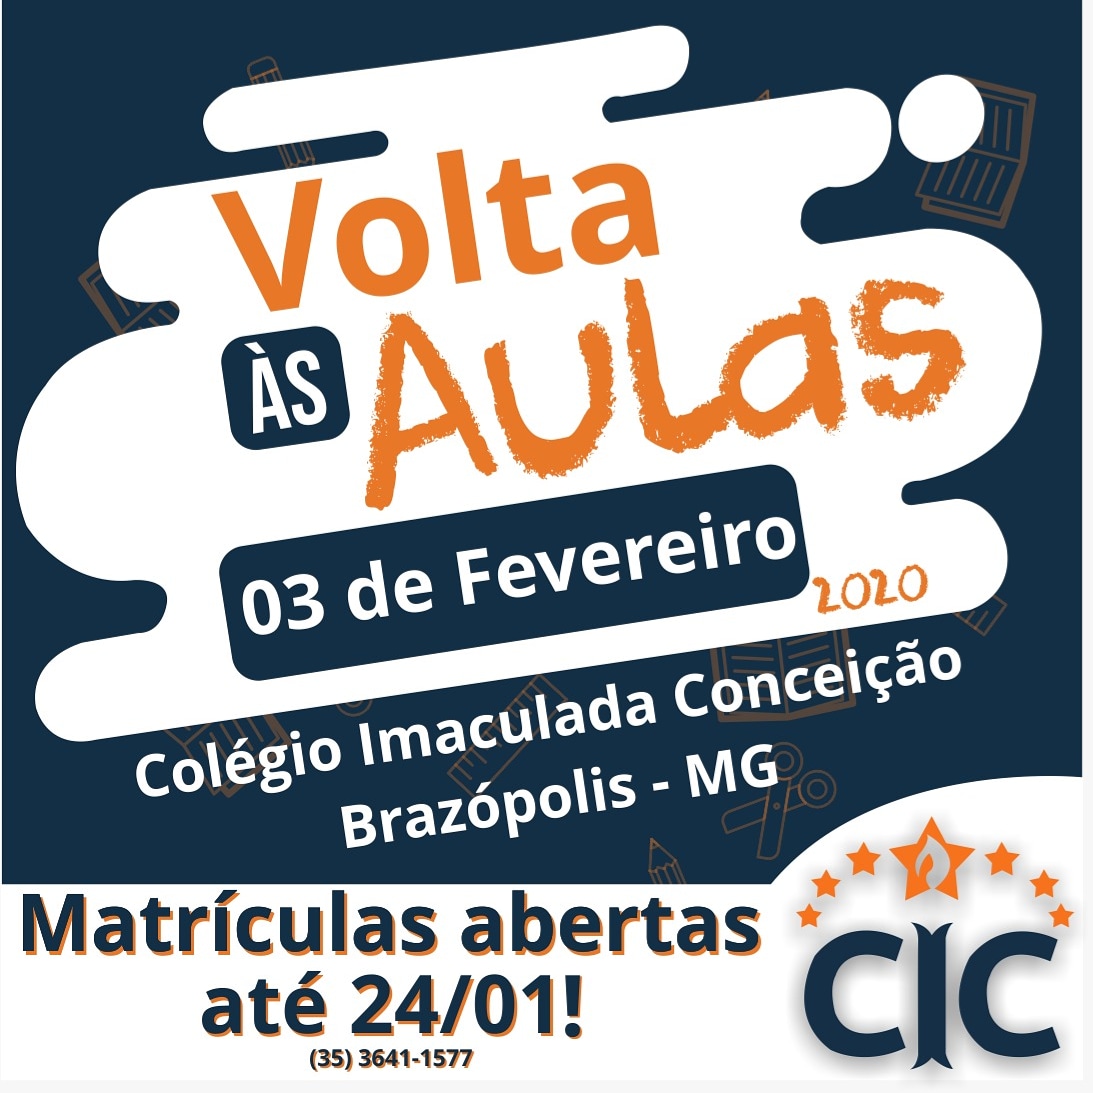 Volta
ÀS Aulas
03 de Fevereiro
2020
Colégio Imaculada Conceição
Brazópolis - MG
Matrículas abertas
até 24/01!
(35) 3641-1577
CIC